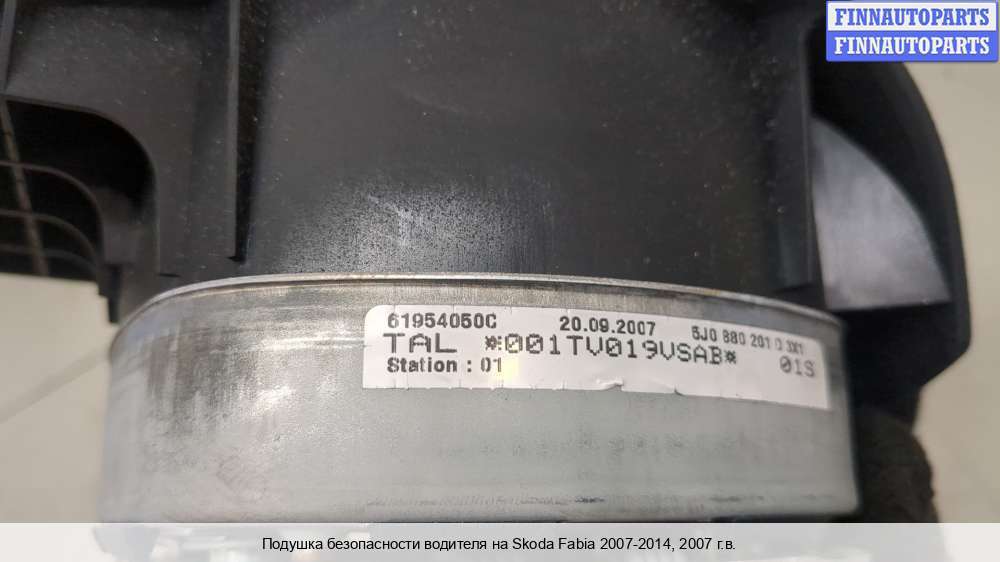 FINNAUTOPARTS
FINNAUTOPARTS
61954050C 20.09.2007 5J0 880 201 D 3X1
TAL *001TV019VSAB* 01S
Station : 01
Подушка безопасности водителя на Skoda Fabia 2007-2014, 2007 г.в.